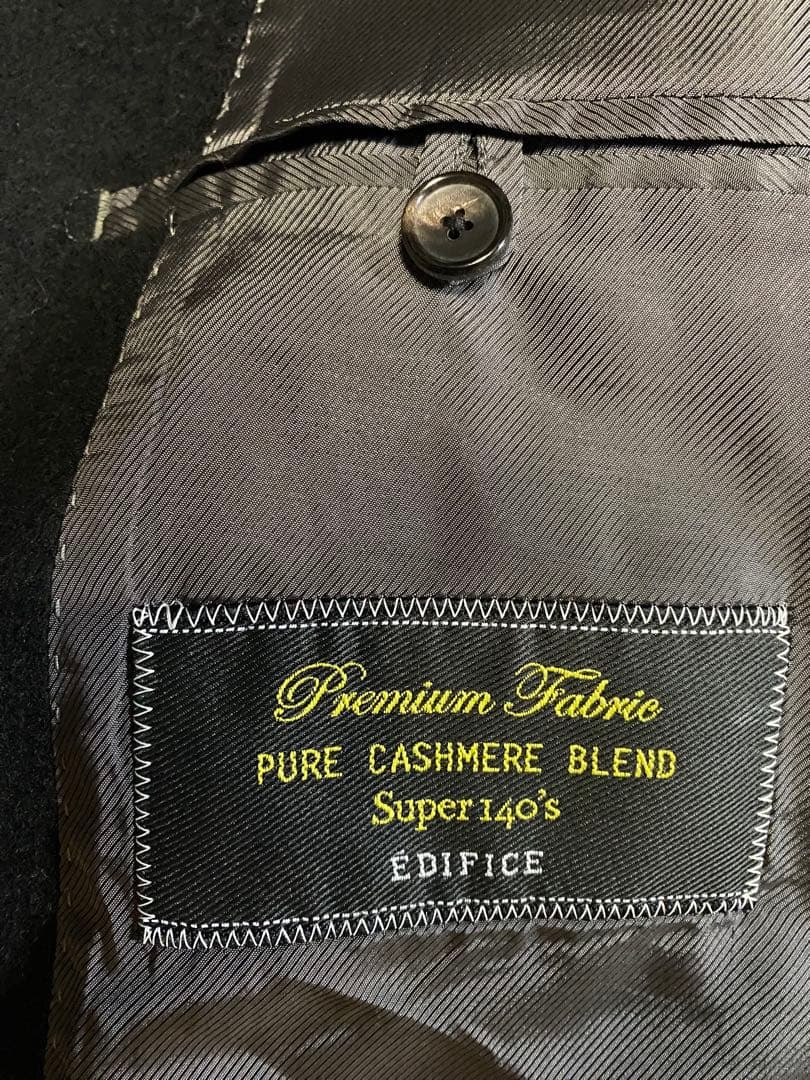 Premium Fabric
PURE CASHMERE BLEND
Super 140's
ÉDIFICE